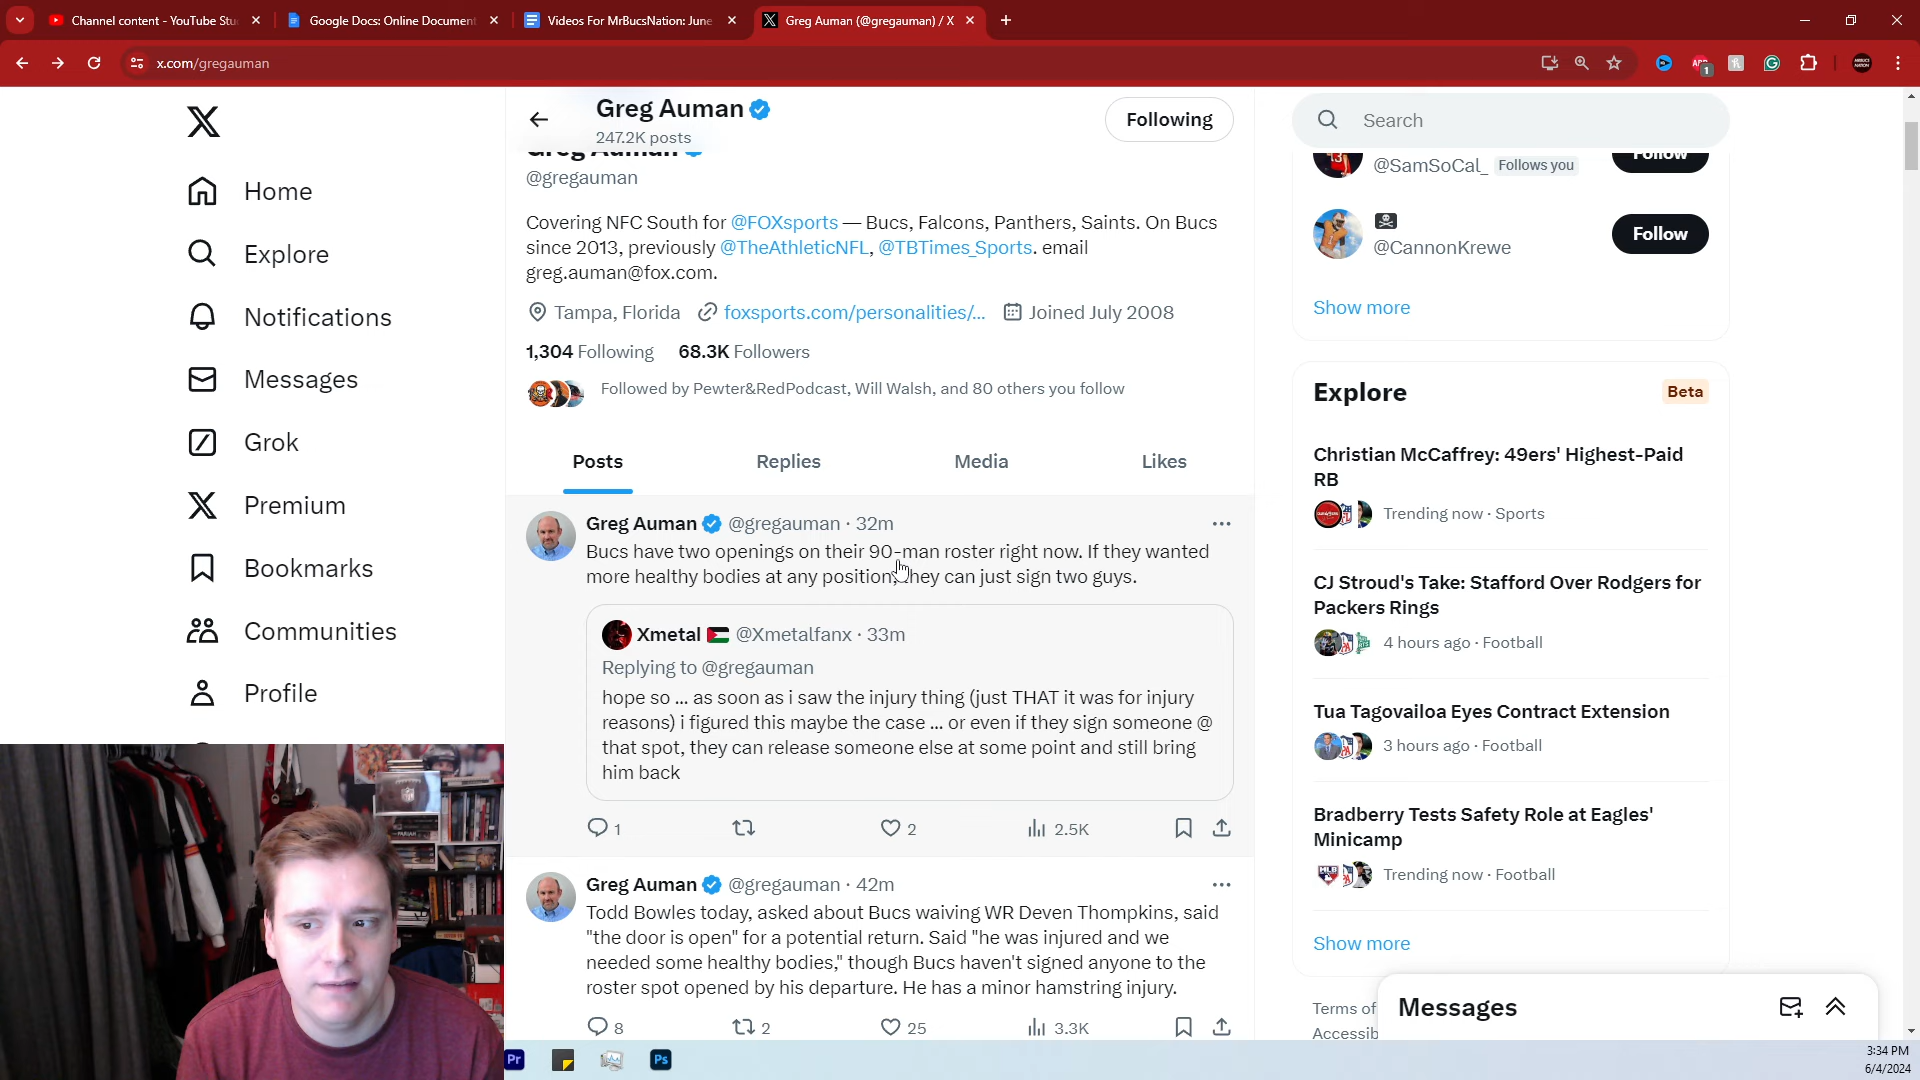 Channel content - YouTube Stu
Google Docs: Online Document
Videos For MrBucsNation: June
Greg Auman (@gregauman) / X
x.com/gregauman
Greg Auman
247.2K posts
Following
Search
Greg Auman
@gregauman
Covering NFC South for @FOXsports — Bucs, Falcons, Panthers, Saints. On Bucs
since 2013, previously @TheAthleticNFL, @TBTimes_Sports. email
greg.auman@fox.com.
Tampa, Florida foxsports.com/personalities/... Joined July 2008
1,304 Following 68.3K Followers
Followed by Pewter&RedPodcast, Will Walsh, and 80 others you follow
Posts Replies Media Likes
Greg Auman @gregauman · 32m
Bucs have two openings on their 90-man roster right now. If they wanted
more healthy bodies at any position, they can just sign two guys.
Xmetal @Xmetalfanx · 33m
Replying to @gregauman
hope so ... as soon as i saw the injury thing (just THAT it was for injury
reasons) i figured this maybe the case ... or even if they sign someone @
that spot, they can release someone else at some point and still bring
him back
1 2 2.5K
Greg Auman @gregauman · 42m
Todd Bowles today, asked about Bucs waiving WR Deven Thompkins, said
"the door is open" for a potential return. Said "he was injured and we
needed some healthy bodies," though Bucs haven't signed anyone to the
roster spot opened by his departure. He has a minor hamstring injury.
8 2 25 3.3K
Home
Explore
Notifications
Messages
Grok
Premium
Bookmarks
Communities
Profile
@SamSoCal_ Follows you
Follow
@CannonKrewe
Follow
Show more
Explore
Beta
Christian McCaffrey: 49ers' Highest-Paid
RB
Trending now · Sports
CJ Stroud's Take: Stafford Over Rodgers for
Packers Rings
4 hours ago · Football
Tua Tagovailoa Eyes Contract Extension
3 hours ago · Football
Bradberry Tests Safety Role at Eagles'
Minicamp
Trending now · Football
Show more
Terms of
Accessib
Messages
Pr
Ps
3:34 PM
6/4/2024